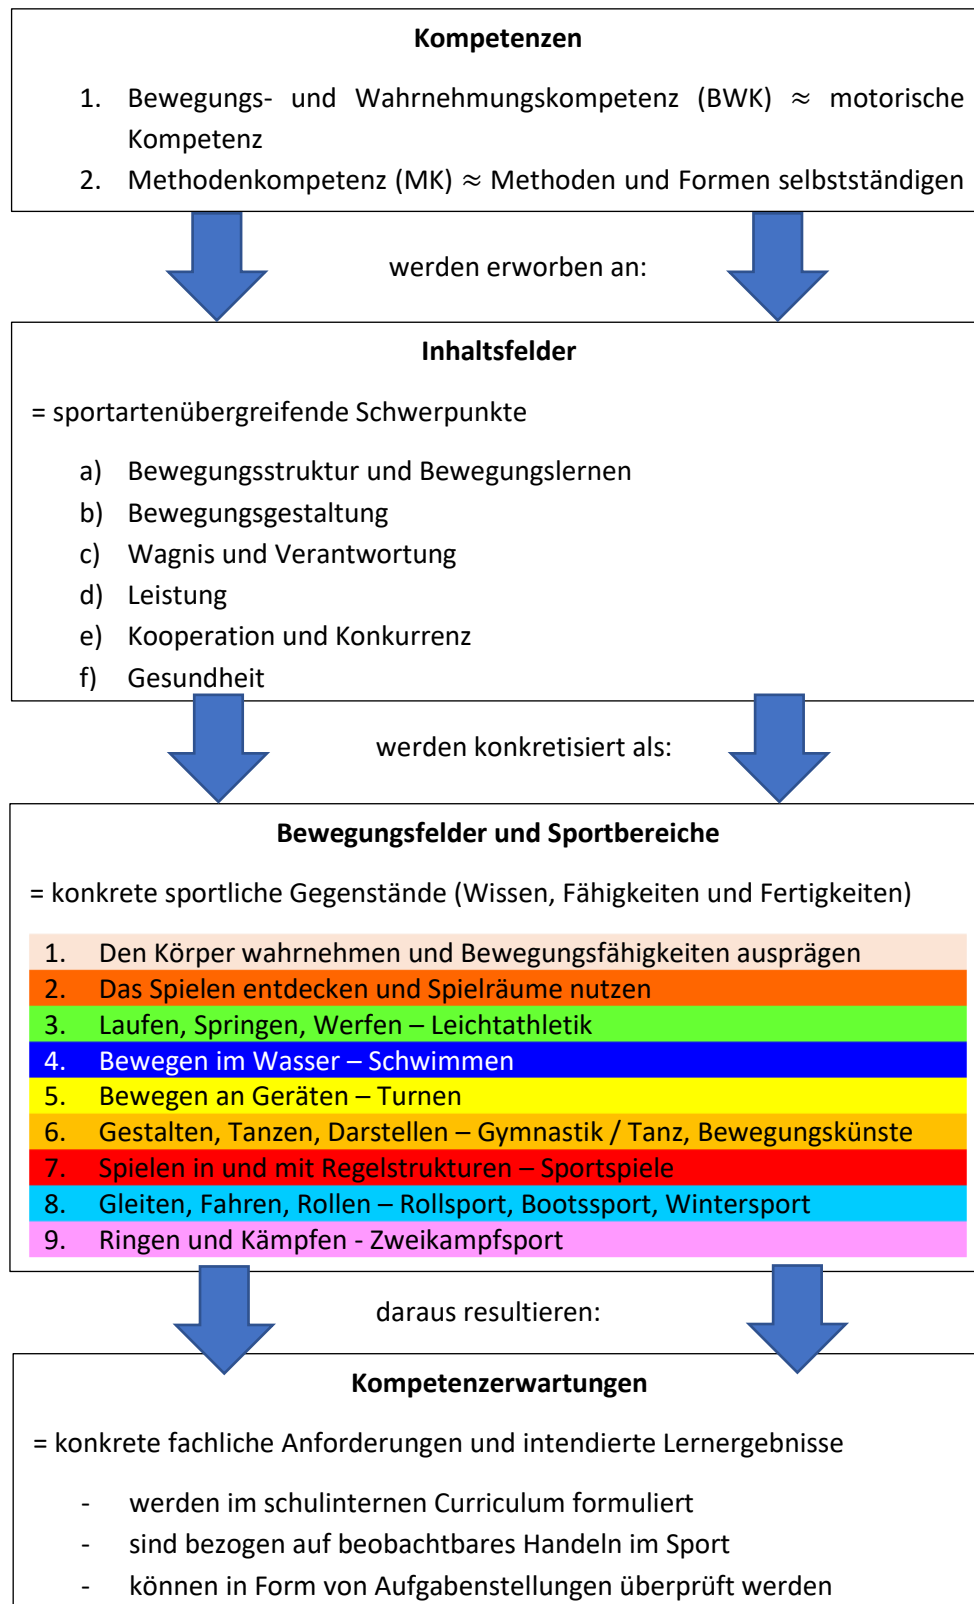 Kompetenzen
1. Bewegungs- und Wahrnehmungskompetenz (BWK) ≈ motorische
Kompetenz
2. Methodenkompetenz (MK) ≈ Methoden und Formen selbstständigen
werden erworben an:
Inhaltsfelder
= sportartenübergreifende Schwerpunkte
a) Bewegungsstruktur und Bewegungslernen
b) Bewegungsgestaltung
c) Wagnis und Verantwortung
d) Leistung
e) Kooperation und Konkurrenz
f) Gesundheit
werden konkretisiert als:
Bewegungsfelder und Sportbereiche
= konkrete sportliche Gegenstände (Wissen, Fähigkeiten und Fertigkeiten)
1. Den Körper wahrnehmen und Bewegungsfähigkeiten ausprägen
2. Das Spielen entdecken und Spielräume nutzen
3. Laufen, Springen, Werfen – Leichtathletik
4. Bewegen im Wasser – Schwimmen
5. Bewegen an Geräten – Turnen
6. Gestalten, Tanzen, Darstellen – Gymnastik / Tanz, Bewegungskünste
7. Spielen in und mit Regelstrukturen – Sportspiele
8. Gleiten, Fahren, Rollen – Rollsport, Bootssport, Wintersport
9. Ringen und Kämpfen - Zweikampfsport
daraus resultieren:
Kompetenzerwartungen
= konkrete fachliche Anforderungen und intendierte Lernergebnisse
- werden im schulinternen Curriculum formuliert
- sind bezogen auf beobachtbares Handeln im Sport
- können in Form von Aufgabenstellungen überprüft werden